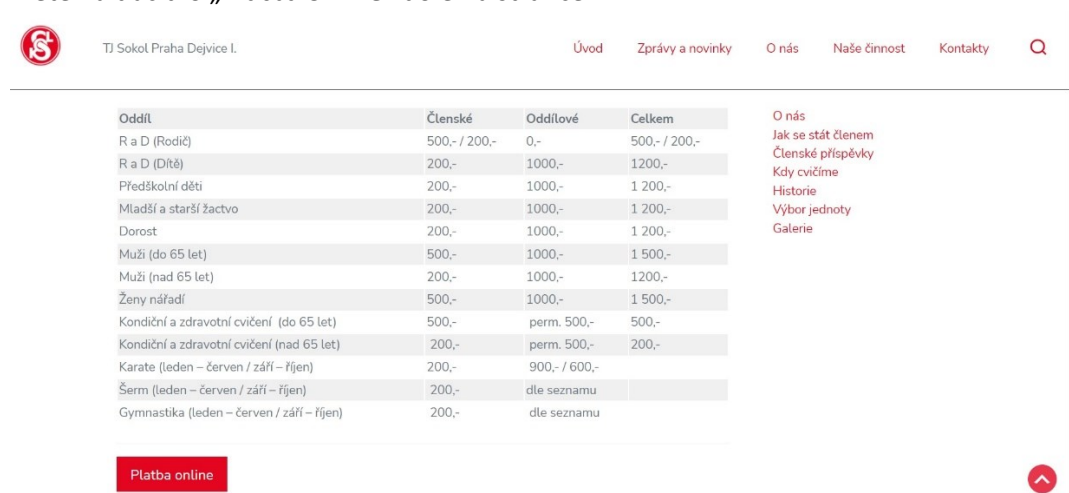 TJ Sokol Praha Dejvice I. Úvod Zprávy a novinky O nás Naše činnost Kontakty
Oddíl Členské Oddílové Celkem
R a D (Rodič) 500,- / 200,- 0,- 500,- / 200,-
R a D (Dítě) 200,- 1000,- 1200,-
Předškolní děti 200,- 1000,- 1 200,-
Mladší a starší žactvo 200,- 1000,- 1 200,-
Dorost 200,- 1000,- 1 200,-
Muži (do 65 let) 500,- 1000,- 1 500,-
Muži (nad 65 let) 200,- 1000,- 1200,-
Ženy nářadí 500,- 1000,- 1 500,-
Kondiční a zdravotní cvičení (do 65 let) 500,- perm. 500,- 500,-
Kondiční a zdravotní cvičení (nad 65 let) 200,- perm. 500,- 200,-
Karate (leden – červen / září – říjen) 200,- 900,- / 600,-
Šerm (leden – červen / září – říjen) 200,- dle seznamu
Gymnastika (leden – červen / září – říjen) 200,- dle seznamu
O nás
Jak se stát členem
Členské příspěvky
Kdy cvičíme
Historie
Výbor jednoty
Galerie
Platba online